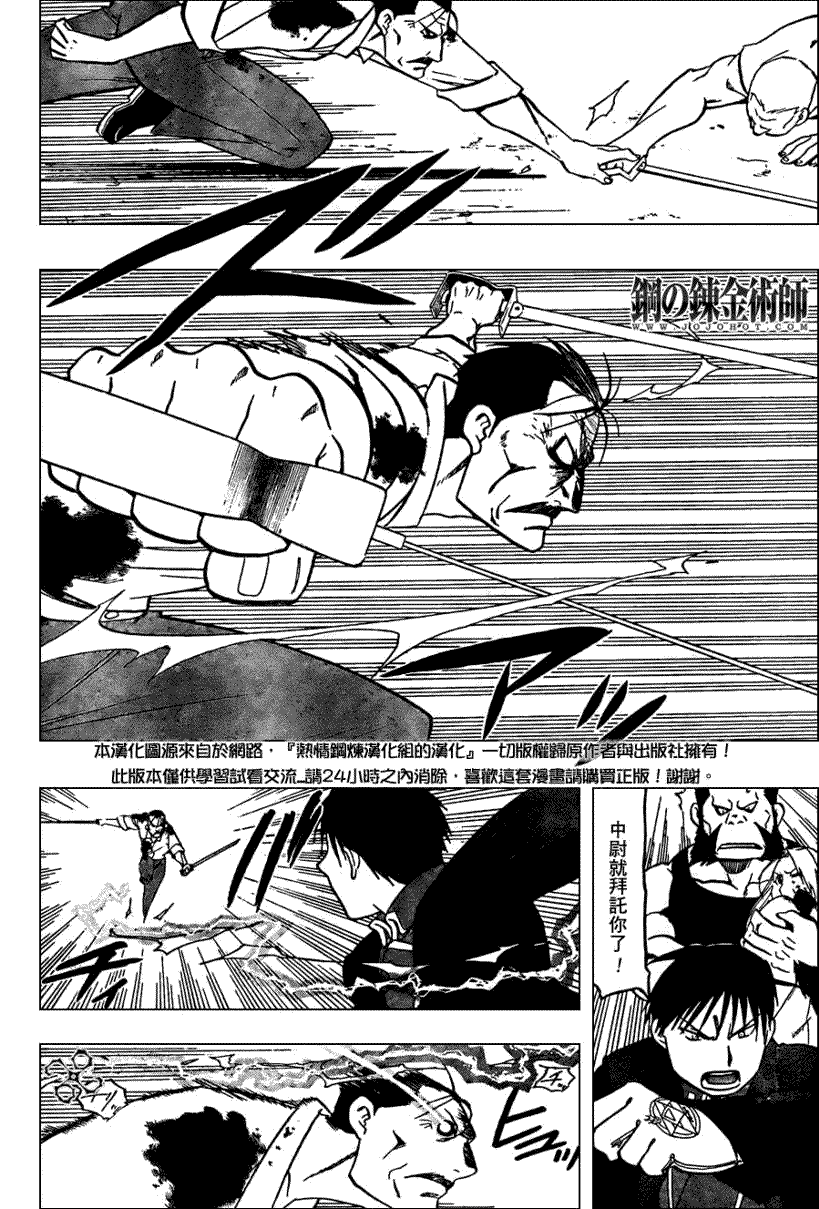 ズズ
鋼の錬金術師
WWW.JOJOHOT.COM
本漢化圖源來自於網路，『熱情鋼煉漢化組的漢化』一切版權歸原作者與出版社擁有！
此版本僅供學習試看交流…請24小時之內消除，喜歡這套漫畫請購買正版！謝謝。
中尉就拜託你了！